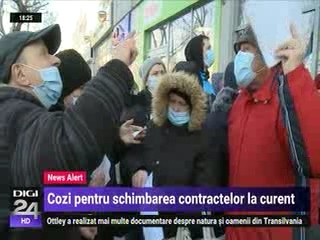 18:25
News Alert
DIGI
24
HD
Cozi pentru schimbarea contractelor la curent
Ottley a realizat mai multe documentare despre natura și oamenii din Transilvania